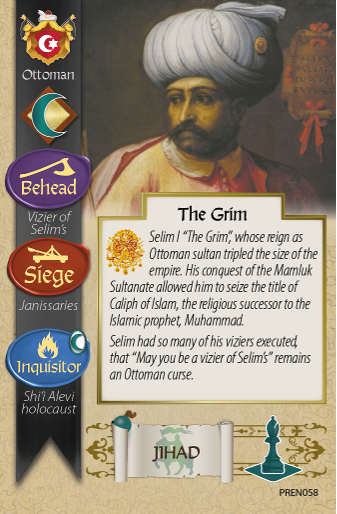 Ottoman
Behead
Vizier of
Selim's
Siege
Janissaries
Inquisitor
Shi'i Alevi
holocaust
The Grim
Selim I "The Grim", whose reign as
Ottoman sultan tripled the size of the
empire. His conquest of the Mamluk
Sultanate allowed him to seize the title of
Caliph of Islam, the religious successor to the
Islamic prophet, Muhammad.
Selim had so many of his viziers executed,
that "May you be a vizier of Selim's" remains
an Ottoman curse.
JIHAD
PREN058